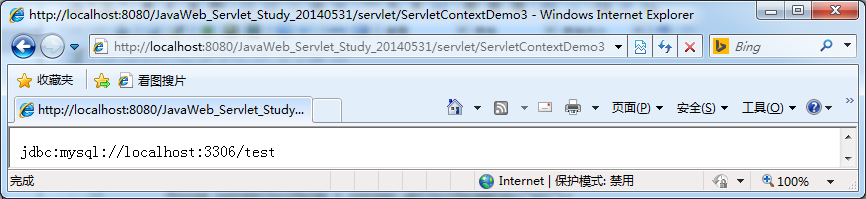 http://localhost:8080/JavaWeb_Servlet_Study_20140531/servlet/ServletContextDemo3 - Windows Internet Explorer
http://localhost:8080/JavaWeb_Servlet_Study_20140531/servlet/ServletContextDemo3
Bing
收藏夹 看图搜片
http://localhost:8080/JavaWeb_Servlet_Study... 页面(P) 安全(S) 工具(O)
jdbc:mysql://localhost:3306/test
完成 Internet | 保护模式: 禁用 100%